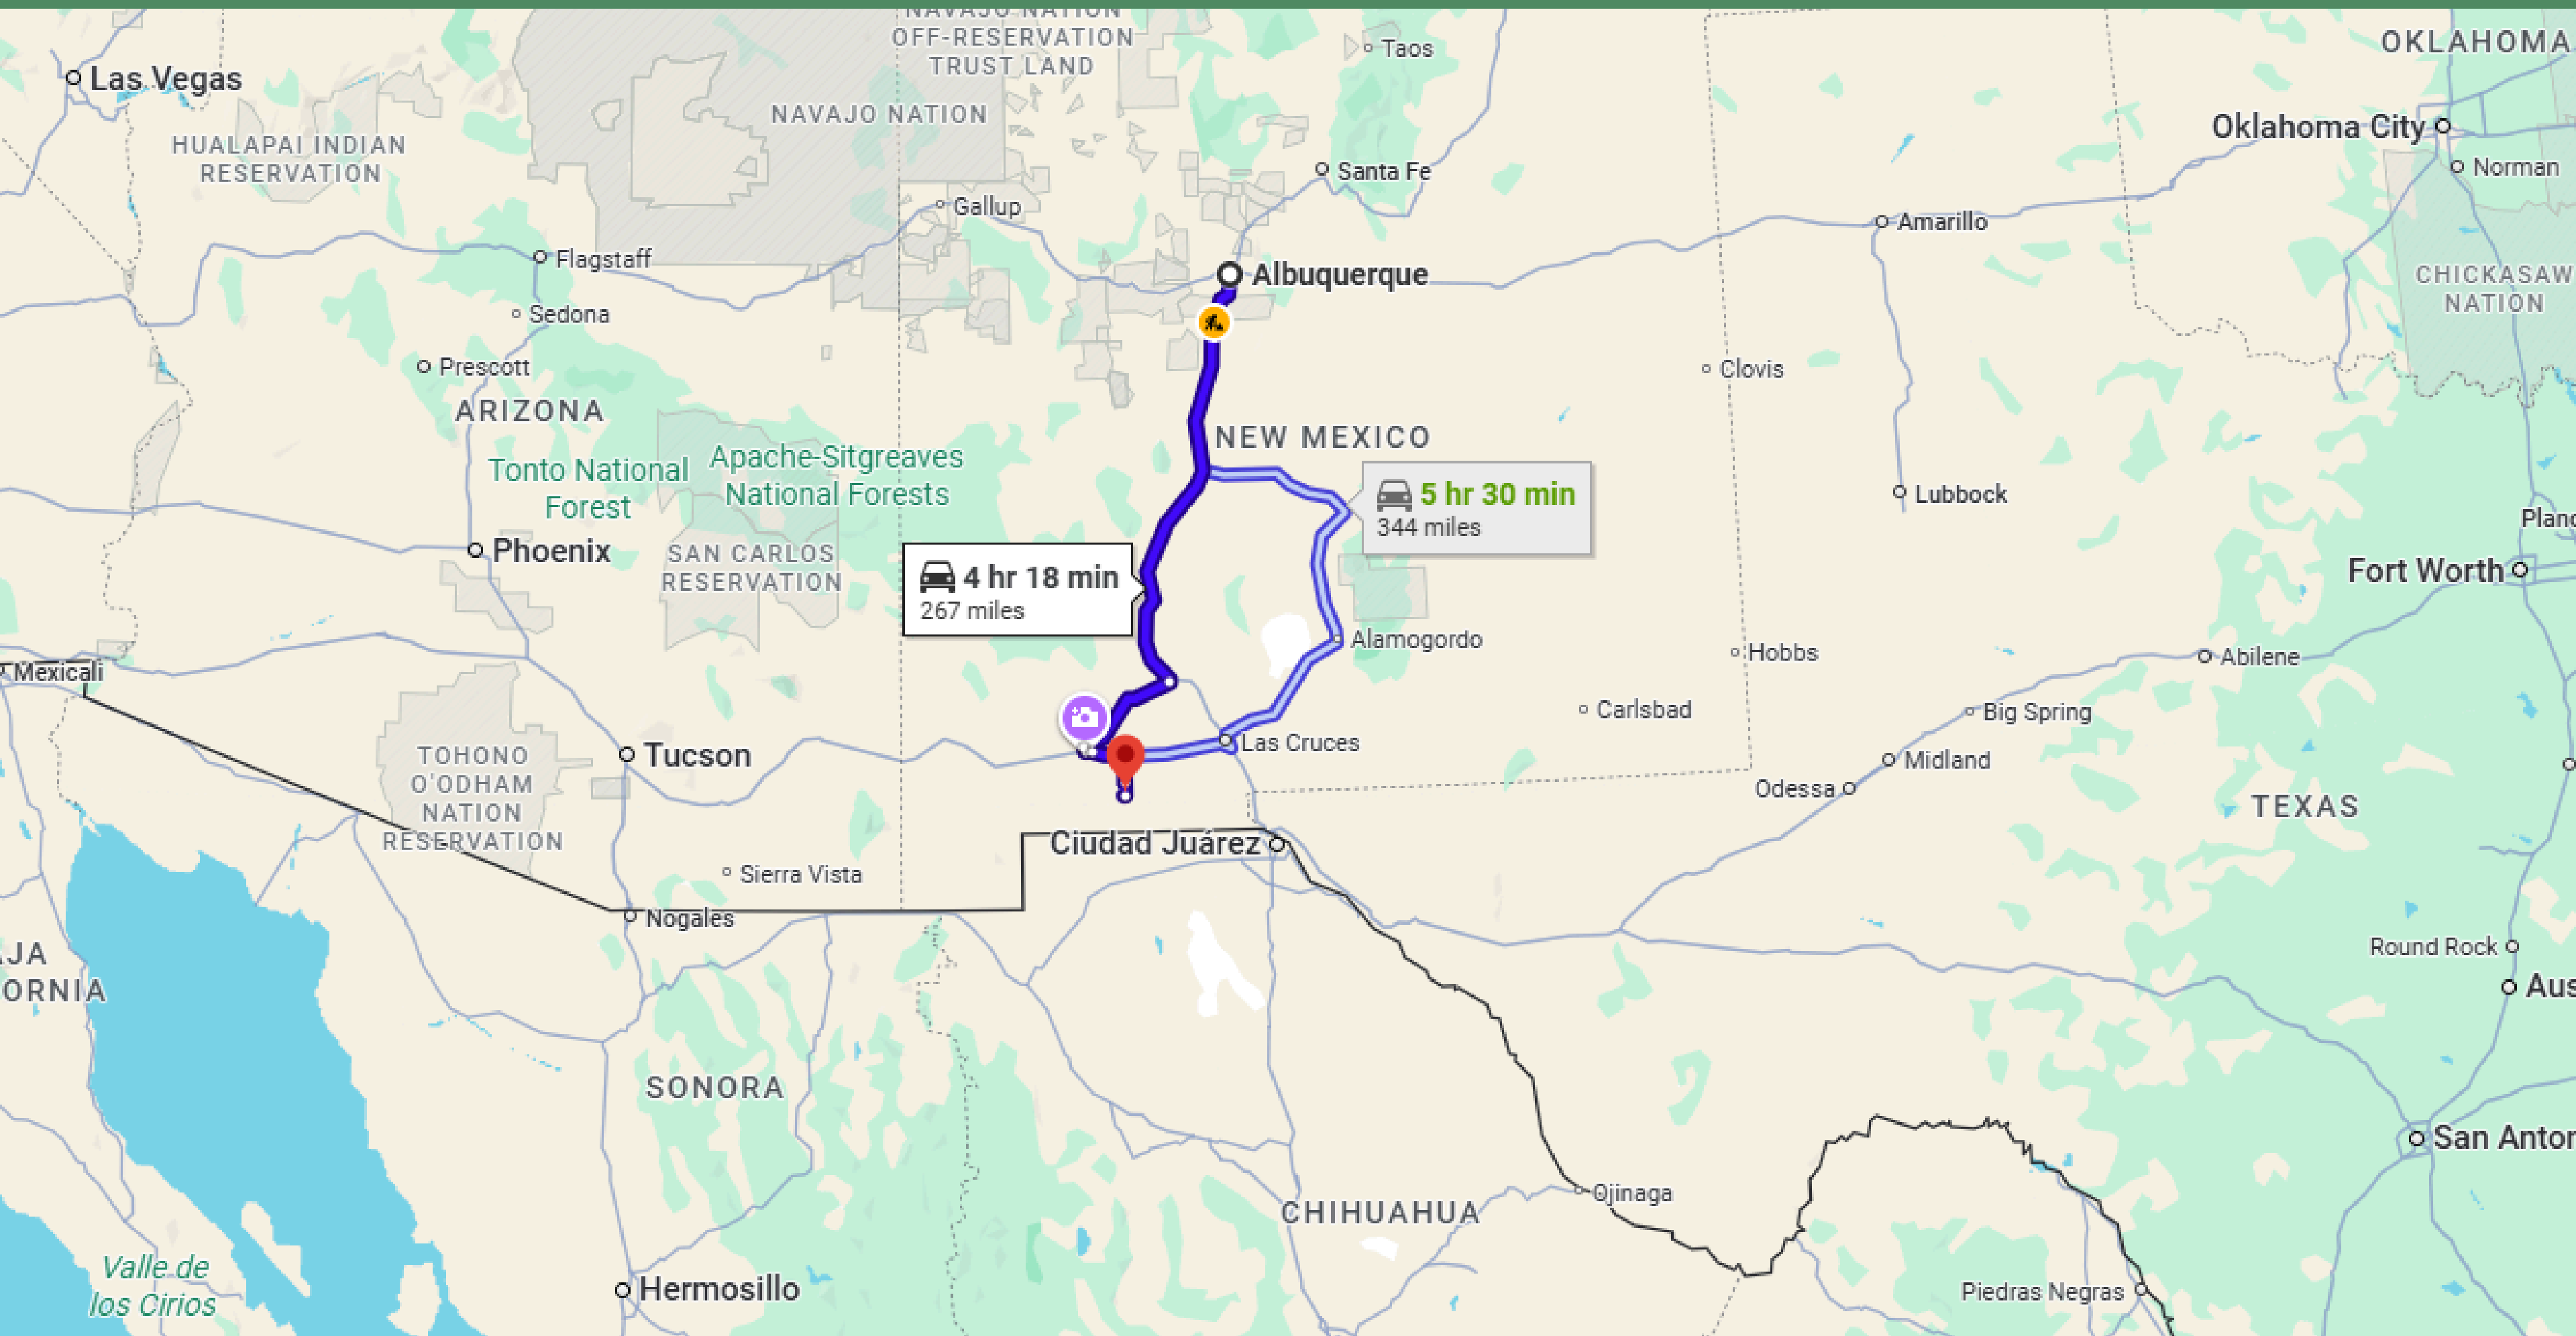 NAVAJO NATION
OFF-RESERVATION
TRUST LAND
Taos
OKLAHOMA
Las Vegas
NAVAJO NATION
Oklahoma City
HUALAPAI INDIAN
RESERVATION
Norman
Santa Fe
Gallup
Amarillo
Flagstaff
Albuquerque
CHICKASAW
NATION
Sedona
Prescott
Clovis
ARIZONA
NEW MEXICO
Tonto National
Forest
Apache-Sitgreaves
National Forests
5 hr 30 min
344 miles
Lubbock
Plano
Phoenix
SAN CARLOS
RESERVATION
4 hr 18 min
267 miles
Fort Worth
Alamogordo
Hobbs
Abilene
Mexicali
Carlsbad
Big Spring
Las Cruces
Tucson
TOHONO
O'ODHAM
NATION
RESERVATION
Midland
Odessa
TEXAS
Ciudad Juárez
Sierra Vista
Nogales
Round Rock
AJA
ORNIA
Aus
SONORA
San Anton
Ojinaga
CHIHUAHUA
Valle de
los Cirios
Hermosillo
Piedras Negras